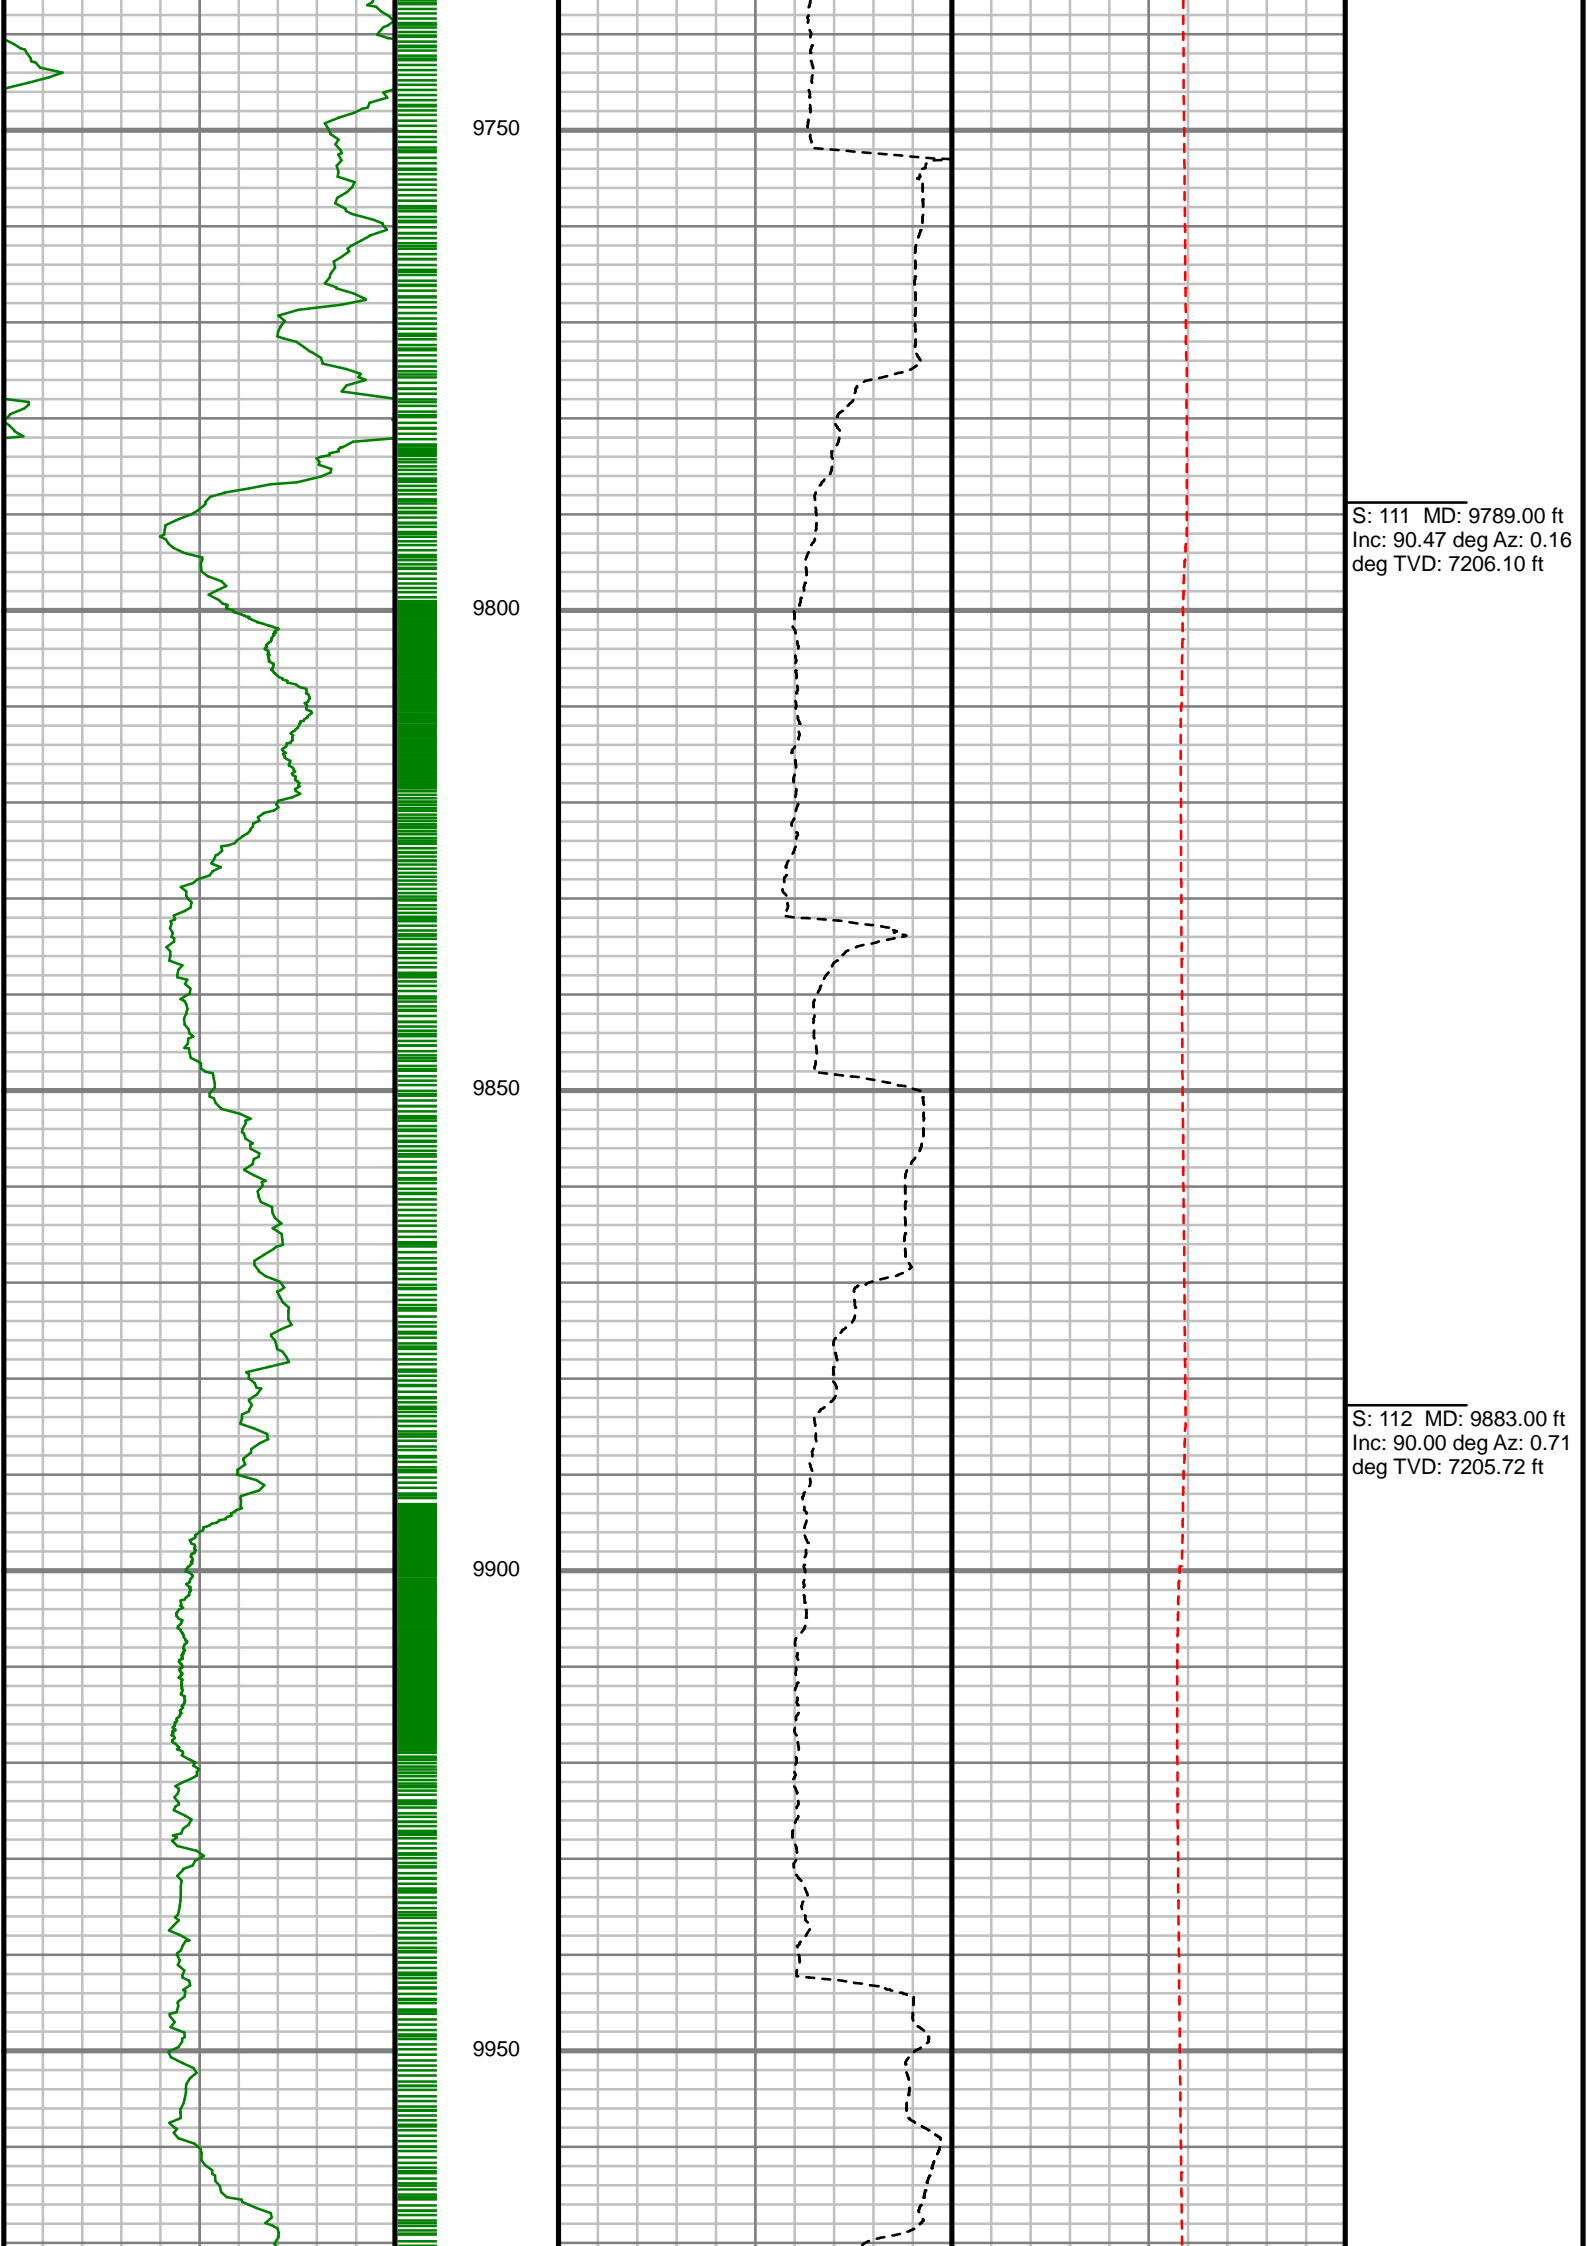 9750
S: 111 MD: 9789.00 ft
Inc: 90.47 deg Az: 0.16
deg TVD: 7206.10 ft
9800
9850
S: 112 MD: 9883.00 ft
Inc: 90.00 deg Az: 0.71
deg TVD: 7205.72 ft
9900
9950